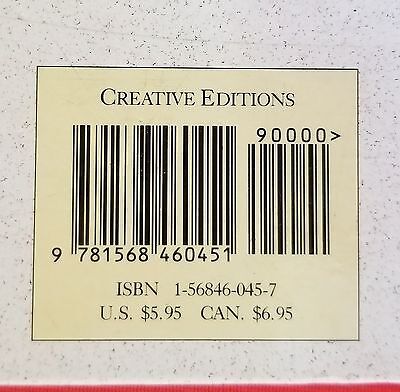 CREATIVE EDITIONS
90000>
9 781568 460451
ISBN 1-56846-045-7
U.S. $5.95 CAN. $6.95